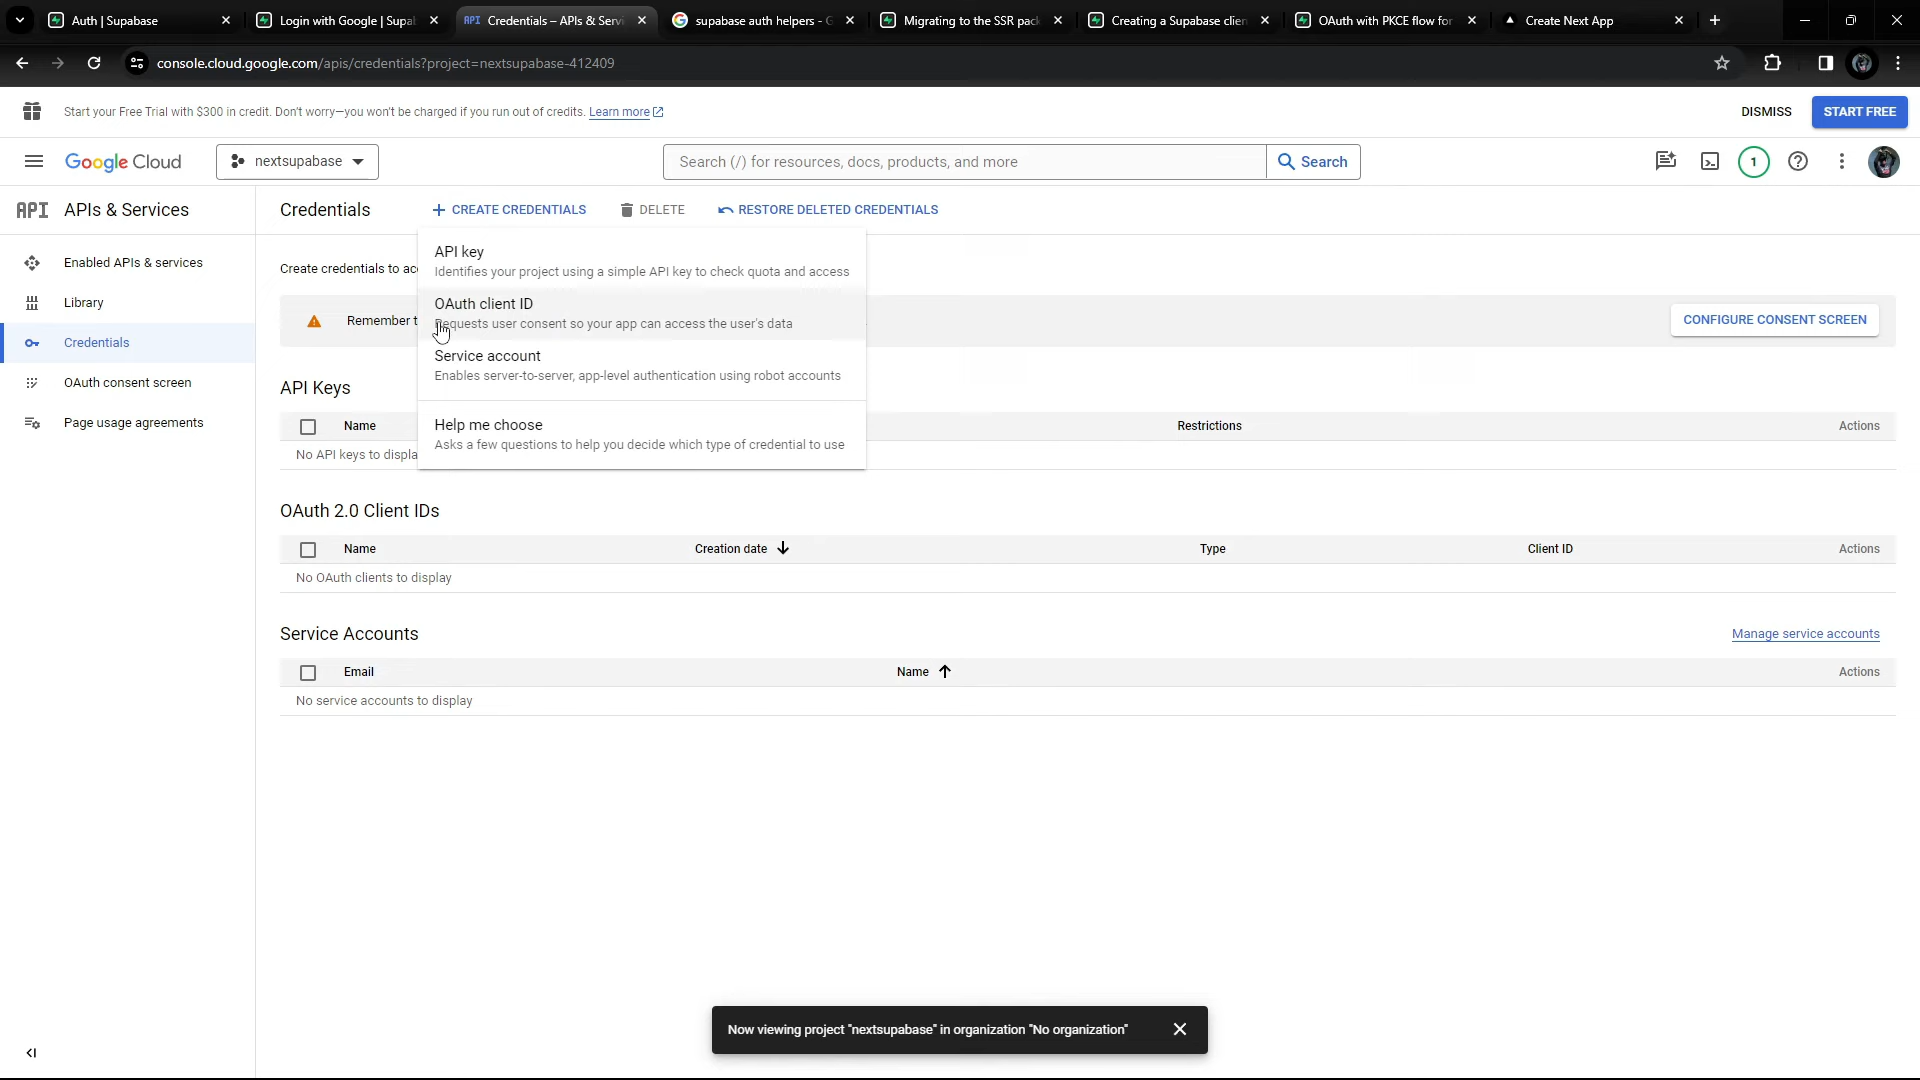 Auth | Supabase
Login with Google | Supab
API Credentials – APIs & Servi
supabase auth helpers - G
Migrating to the SSR pack
Creating a Supabase clien
OAuth with PKCE flow for
Create Next App
console.cloud.google.com/apis/credentials?project=nextsupabase-412409
Start your Free Trial with $300 in credit. Don't worry—you won't be charged if you run out of credits. Learn more
DISMISS
START FREE
Google Cloud
nextsupabase
Search (/) for resources, docs, products, and more
Search
1
API APIs & Services
Enabled APIs & services
Library
Credentials
OAuth consent screen
Page usage agreements
Credentials
CREATE CREDENTIALS
DELETE
RESTORE DELETED CREDENTIALS
API key
Identifies your project using a simple API key to check quota and access
OAuth client ID
Requests user consent so your app can access the user's data
Service account
Enables server-to-server, app-level authentication using robot accounts
Help me choose
Asks a few questions to help you decide which type of credential to use
Create credentials to ac
Remember t
CONFIGURE CONSENT SCREEN
API Keys
Name
Restrictions
Actions
No API keys to displa
OAuth 2.0 Client IDs
Name
Creation date
Type
Client ID
Actions
No OAuth clients to display
Service Accounts
Manage service accounts
Email
Name
Actions
No service accounts to display
Now viewing project "nextsupabase" in organization "No organization"